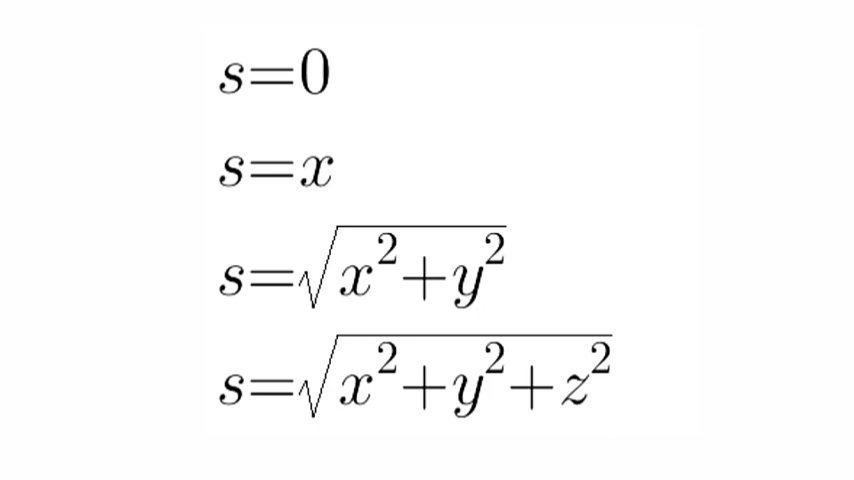 s=0
s=x
s=√(x²+y²)
s=√(x²+y²+z²)